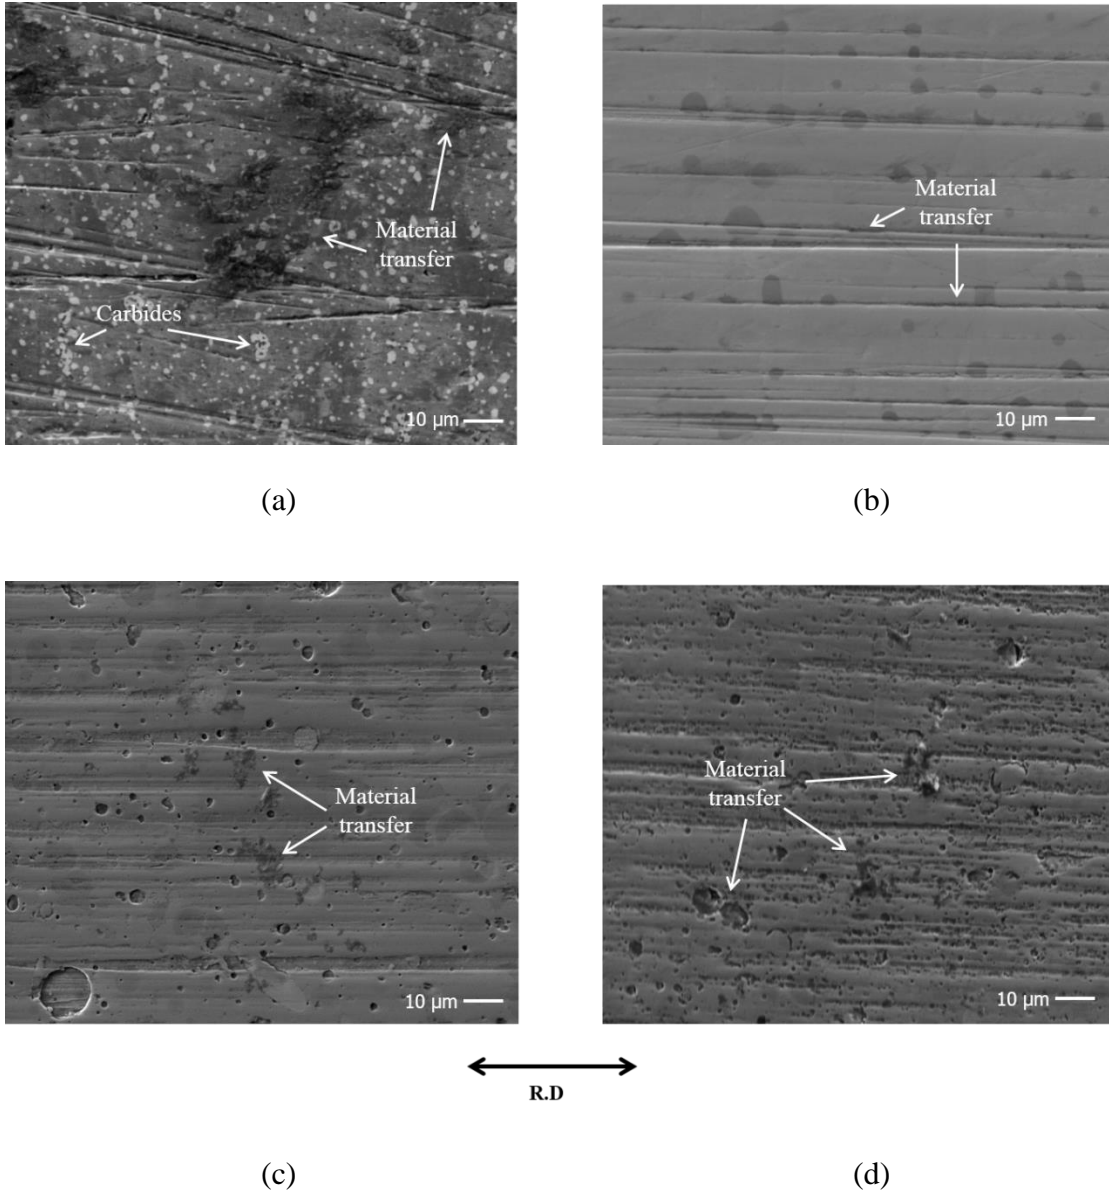 Material
transfer
Carbides
10 µm
(a)
Material
transfer
10 µm
(b)
Material
transfer
10 µm
(c)
Material
transfer
10 µm
R.D
(d)